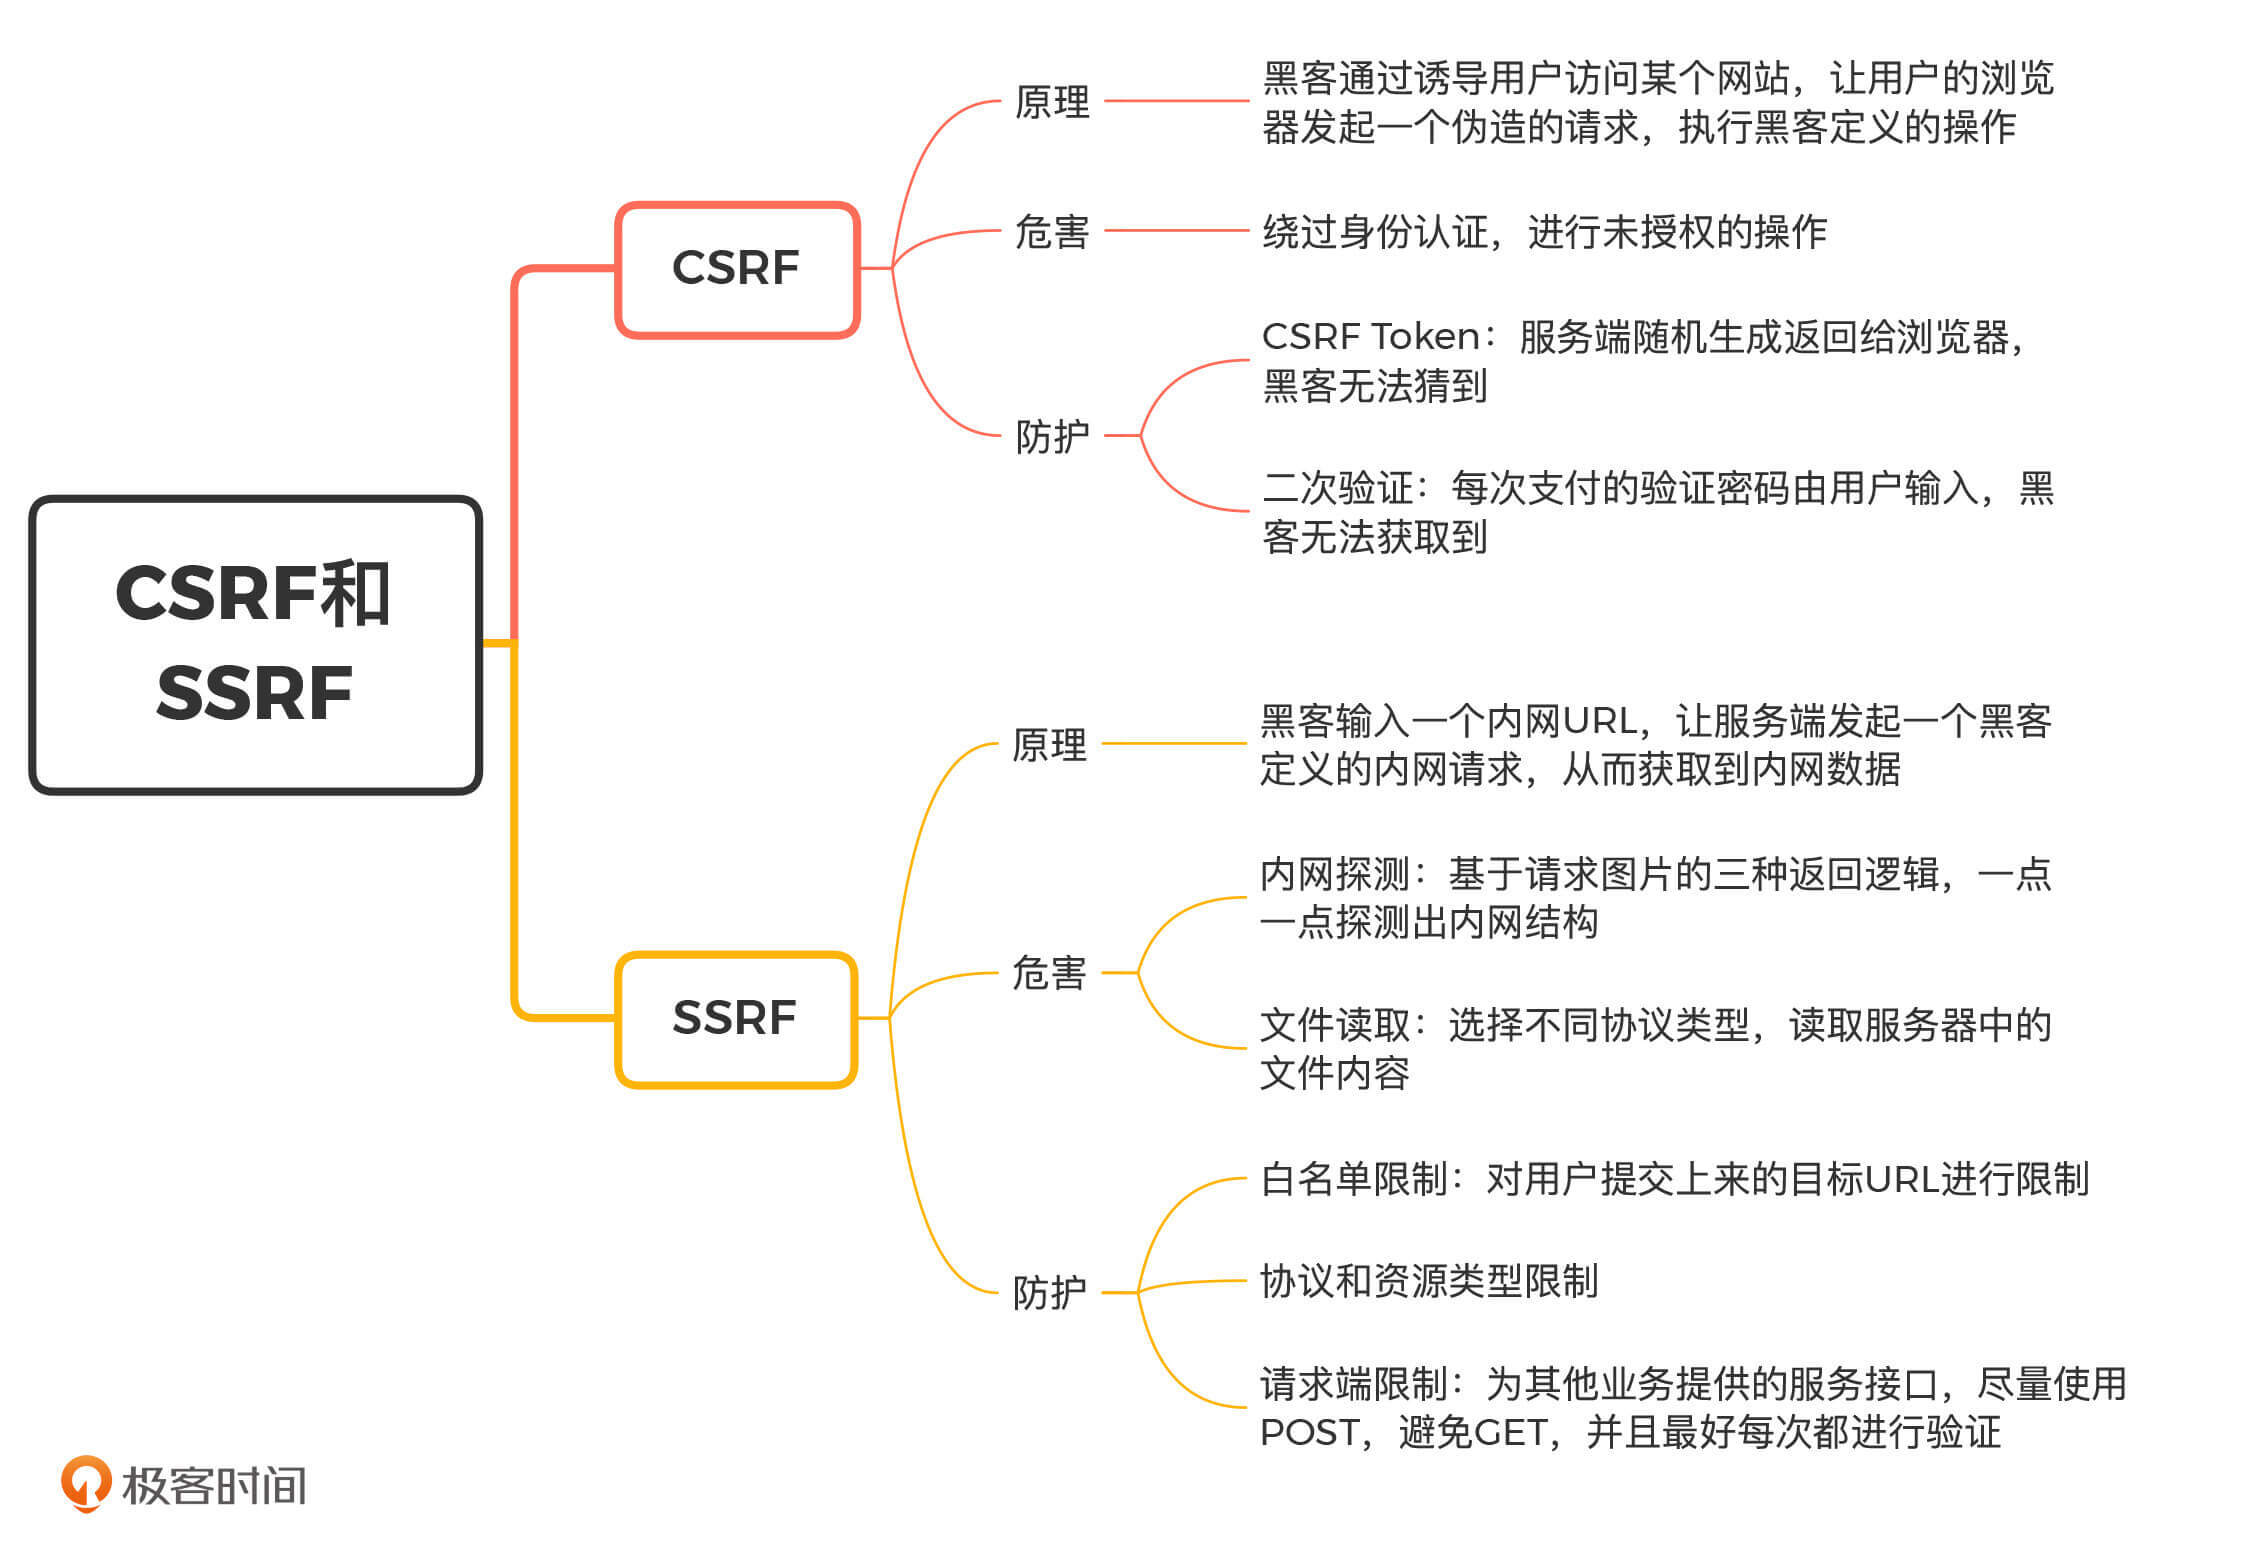 CSRF和
SSRF
CSRF
原理
黑客通过诱导用户访问某个网站，让用户的浏览
器发起一个伪造的请求，执行黑客定义的操作
危害
绕过身份认证，进行未授权的操作
防护
CSRF Token：服务端随机生成返回给浏览器，
黑客无法猜到
二次验证：每次支付的验证密码由用户输入，黑
客无法获取到
SSRF
原理
黑客输入一个内网URL，让服务端发起一个黑客
定义的内网请求，从而获取到内网数据
危害
内网探测：基于请求图片的三种返回逻辑，一点
一点探测出内网结构
文件读取：选择不同协议类型，读取服务器中的
文件内容
防护
白名单限制：对用户提交上来的目标URL进行限制
协议和资源类型限制
请求端限制：为其他业务提供的服务接口，尽量使用
POST，避免GET，并且最好每次都进行验证
极客时间